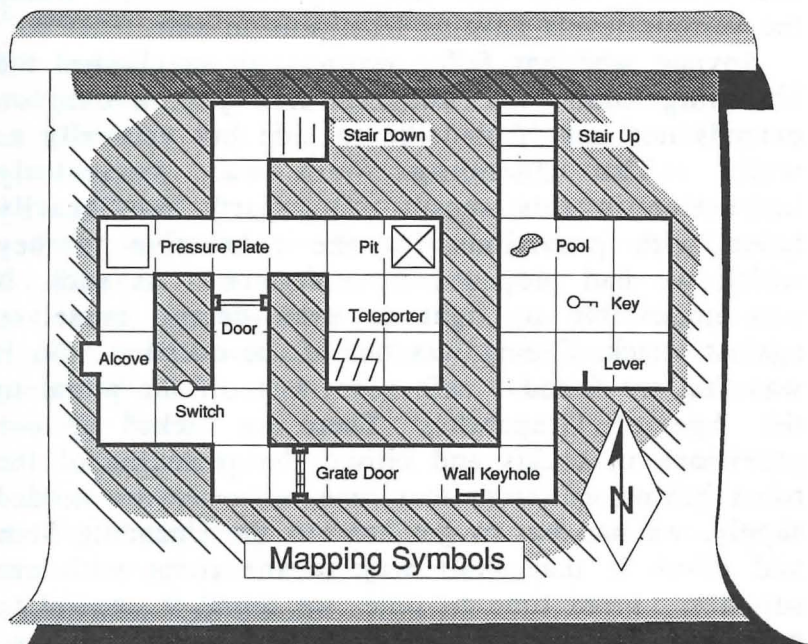 Stair Down
Stair Up
Pressure Plate
Pit
Pool
Key
Door
Teleporter
Alcove
Lever
Switch
Grate Door
Wall Keyhole
N
Mapping Symbols